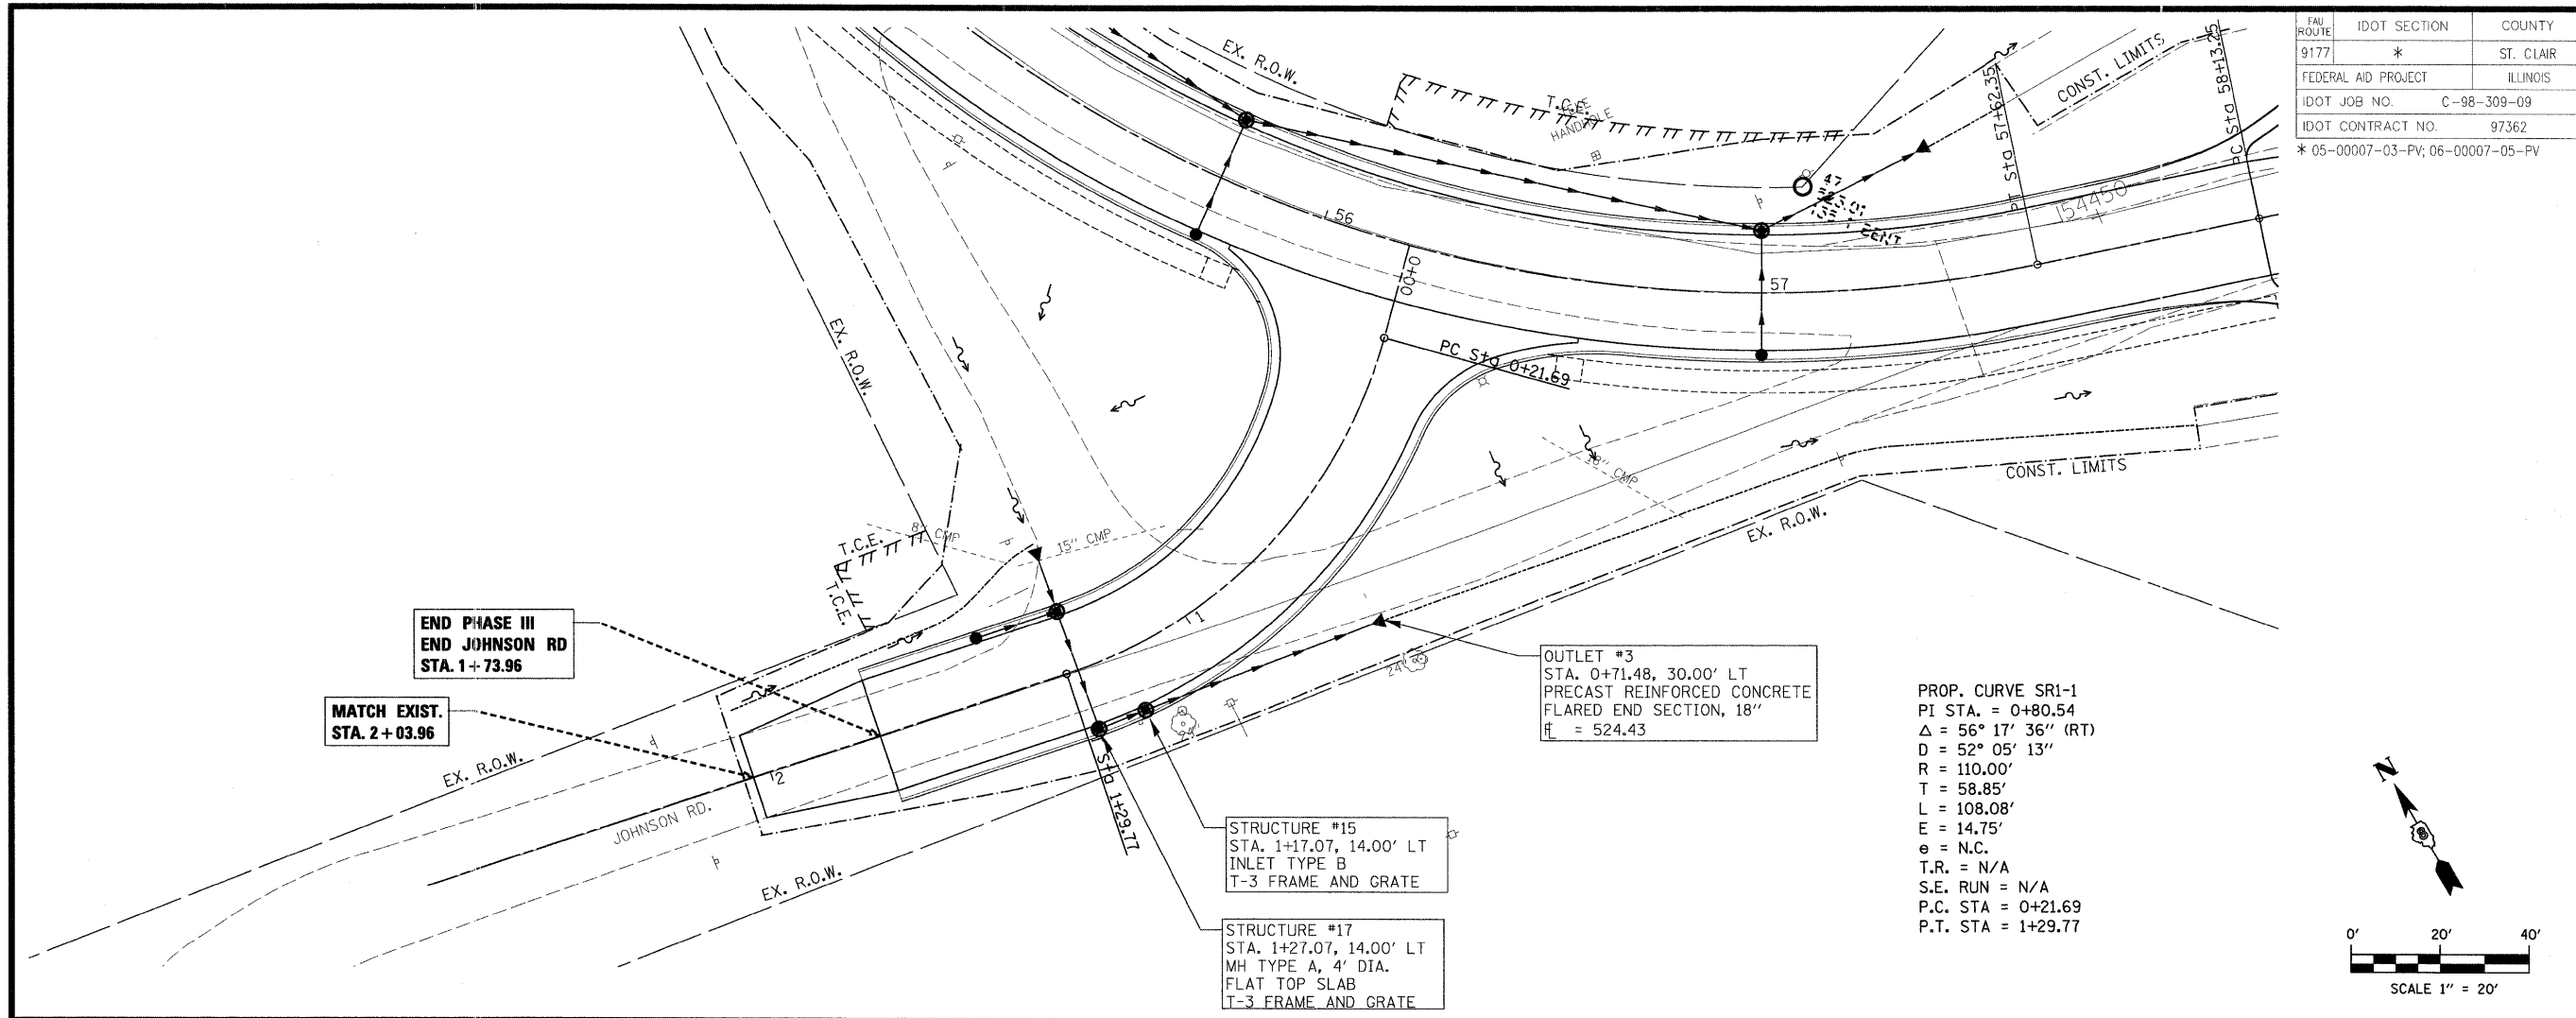 FAU ROUTE IDOT SECTION COUNTY
9177 * ST. CLAIR
FEDERAL AID PROJECT ILLINOIS
IDOT JOB NO. C-98-309-09
IDOT CONTRACT NO. 97362
* 05-00007-03-PV; 06-00007-05-PV
EX. R.O.W.
T.C.E.
HANDHOLE
CONST. LIMITS
PT Sta 57+62.35
PC Sta 58+13.25
154450
47
56
57
0+00
PC Sta 0+21.69
EX. R.O.W.
18" CMP
CONST. LIMITS
EX. R.O.W.
T.C.E.
8" CMP
15" CMP
T.C.E.
1
END PHASE III
END JOHNSON RD
STA. 1+73.96
MATCH EXIST.
STA. 2+03.96
EX. R.O.W.
2
JOHNSON RD.
Sta 1+29.77
EX. R.O.W.
24"
OUTLET #3
STA. 0+71.48, 30.00' LT
PRECAST REINFORCED CONCRETE
FLARED END SECTION, 18"
FL = 524.43
STRUCTURE #15
STA. 1+17.07, 14.00' LT
INLET TYPE B
T-3 FRAME AND GRATE
STRUCTURE #17
STA. 1+27.07, 14.00' LT
MH TYPE A, 4' DIA.
FLAT TOP SLAB
T-3 FRAME AND GRATE
PROP. CURVE SR1-1
PI STA. = 0+80.54
Δ = 56° 17' 36" (RT)
D = 52° 05' 13"
R = 110.00'
T = 58.85'
L = 108.08'
E = 14.75'
e = N.C.
T.R. = N/A
S.E. RUN = N/A
P.C. STA = 0+21.69
P.T. STA = 1+29.77
N
0' 20' 40'
SCALE 1" = 20'